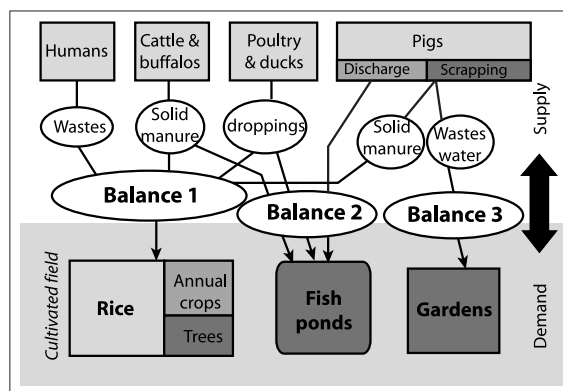 Humans
Cattle &
buffalos
Poultry
& ducks
Pigs
Discharge
Scrapping
Wastes
Solid
manure
droppings
Solid
manure
Wastes
water
Supply
Balance 1
Balance 2
Balance 3
Cultivated field
Rice
Annual
crops
Trees
Fish
ponds
Gardens
Demand